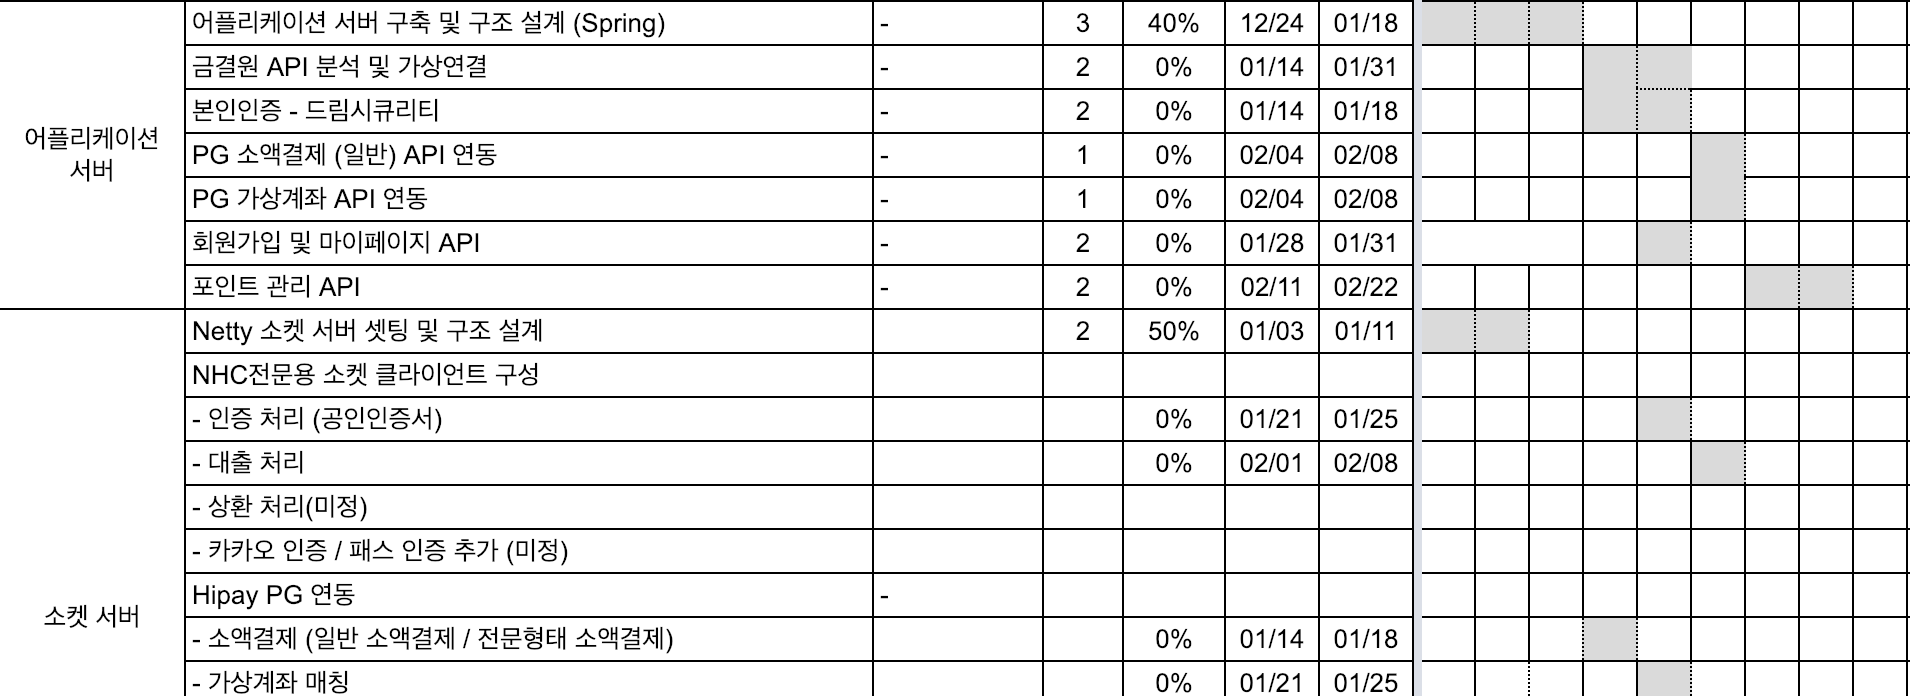 어플리케이션
서버
어플리케이션 서버 구축 및 구조 설계 (Spring) - 3 40% 12/24 01/18
금결원 API 분석 및 가상연결 - 2 0% 01/14 01/31
본인인증 - 드림시큐리티 - 2 0% 01/14 01/18
PG 소액결제 (일반) API 연동 - 1 0% 02/04 02/08
PG 가상계좌 API 연동 - 1 0% 02/04 02/08
회원가입 및 마이페이지 API - 2 0% 01/28 01/31
포인트 관리 API - 2 0% 02/11 02/22
소켓 서버
Netty 소켓 서버 셋팅 및 구조 설계 2 50% 01/03 01/11
NHC전문용 소켓 클라이언트 구성
- 인증 처리 (공인인증서) 0% 01/21 01/25
- 대출 처리 0% 02/01 02/08
- 상환 처리(미정)
- 카카오 인증 / 패스 인증 추가 (미정)
Hipay PG 연동 -
- 소액결제 (일반 소액결제 / 전문형태 소액결제) 0% 01/14 01/18
- 가상계좌 매칭 0% 01/21 01/25